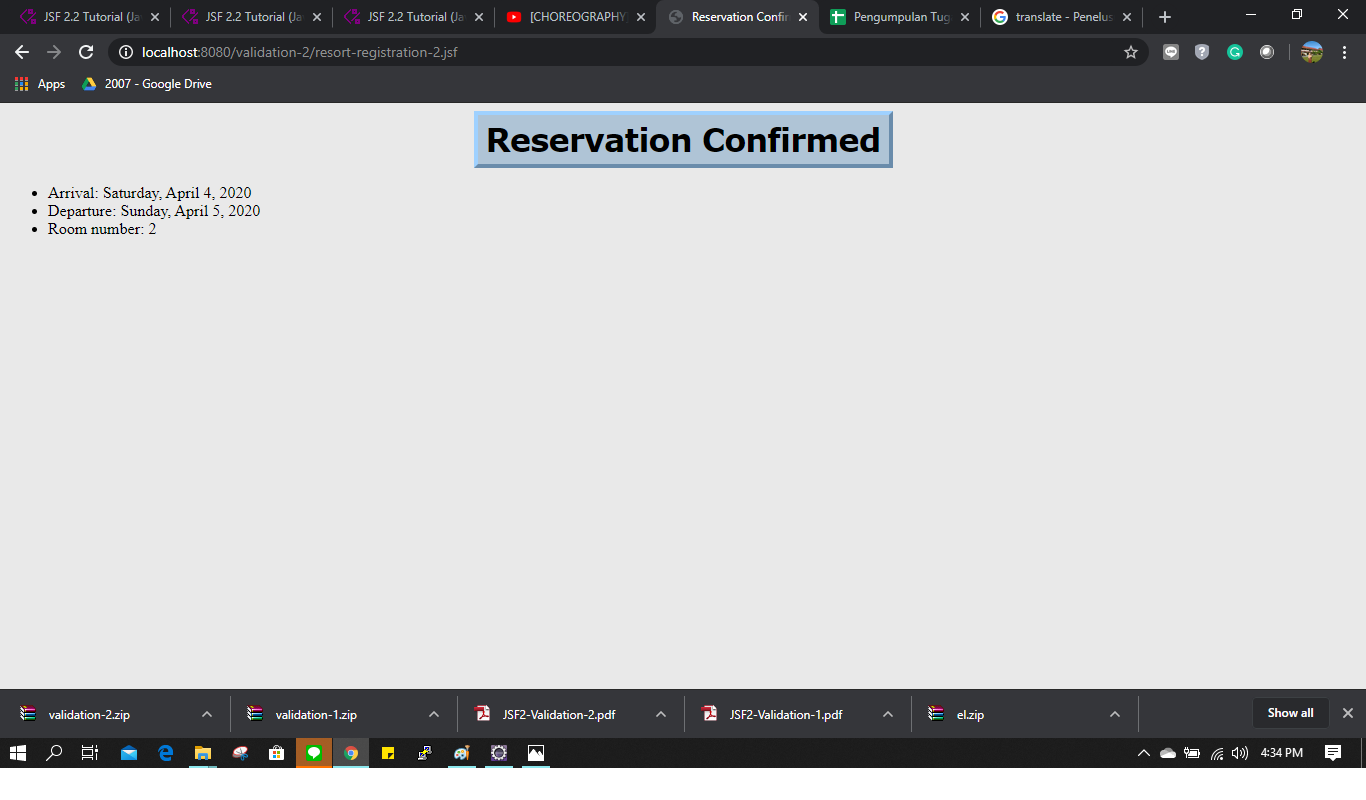 JSF 2.2 Tutorial (Ja
JSF 2.2 Tutorial (Ja
JSF 2.2 Tutorial (Ja
[CHOREOGRAPHY
Reservation Confir
Pengumpulan Tug
translate - Penelus
localhost:8080/validation-2/resort-registration-2.jsf
Apps
2007 - Google Drive
Reservation Confirmed
Arrival: Saturday, April 4, 2020
Departure: Sunday, April 5, 2020
Room number: 2
validation-2.zip
validation-1.zip
JSF2-Validation-2.pdf
JSF2-Validation-1.pdf
el.zip
Show all
4:34 PM